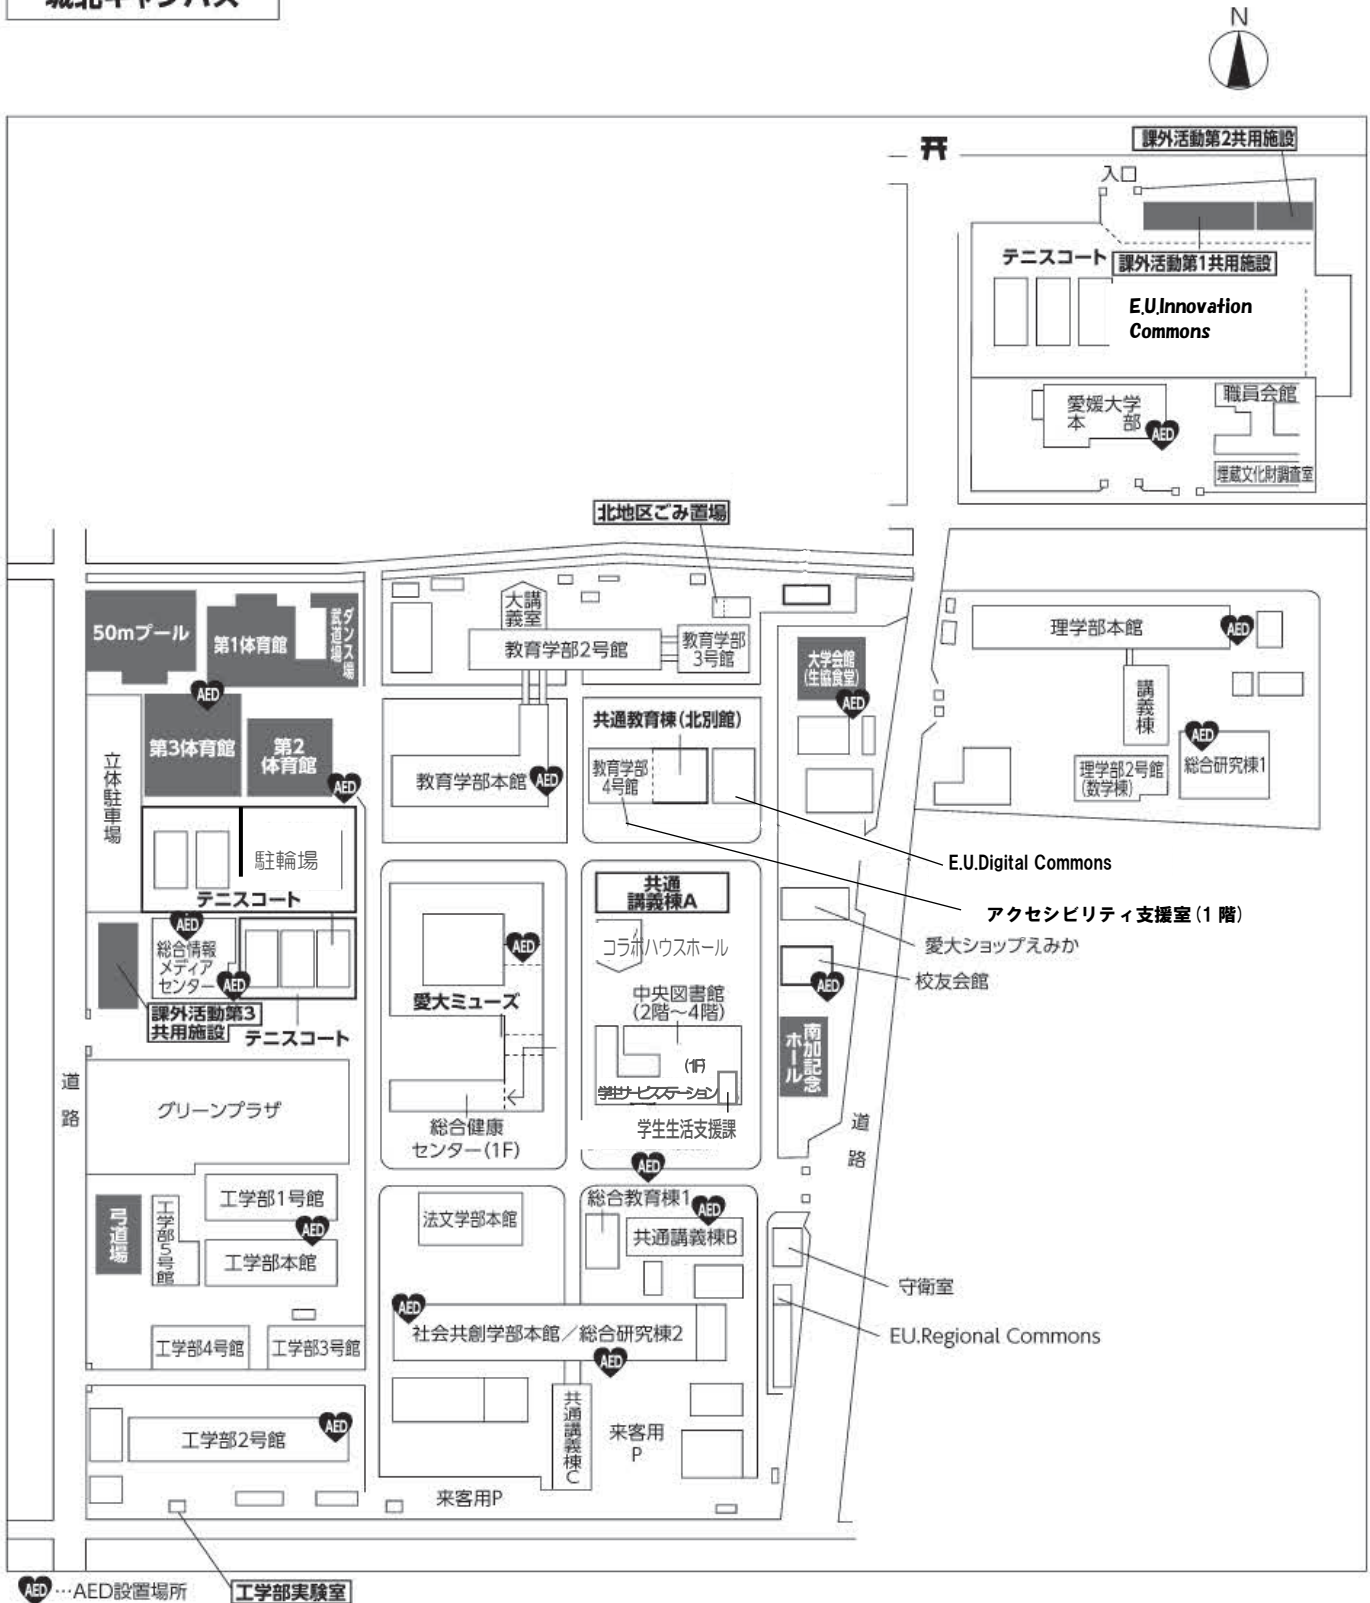 城北キャンパス
N
課外活動第2共用施設
入口
テニスコート
課外活動第1共用施設
E.U.Innovation
Commons
愛媛大学
本部
AED
職員会館
埋蔵文化財調査室
北地区ごみ置場
50mプール
第1体育館
ダンス場
武道場
大講義室
教育学部2号館
教育学部
3号館
大学会館
(生協食堂)
AED
理学部本館
AED
講義棟
AED
総合研究棟1
理学部2号館
(数学棟)
AED
第3体育館
第2
体育館
AED
立体駐車場
教育学部本館
AED
共通教育棟(北別館)
教育学部
4号館
駐輪場
テニスコート
E.U.Digital Commons
共通
講義棟A
アクセシビリティ支援室(1階)
AED
総合情報
メディア
センター
AED
課外活動第3
共用施設
テニスコート
AED
愛大ミューズ
コラボハウスホール
愛大ショップえみか
校友会館
AED
中央図書館
(2階～4階)
(1F)
学生サービスステーション
学生生活支援課
南加記念
ホール
道路
グリーンプラザ
総合健康
センター(1F)
道路
AED
工学部1号館
AED
工学部本館
弓道場
工学部5号館
法文学部本館
総合教育棟1
AED
共通講義棟B
守衛室
EU.Regional Commons
AED
社会共創学部本館／総合研究棟2
AED
工学部4号館
工学部3号館
共通講義棟C
来客用
P
工学部2号館
AED
来客用P
AED…AED設置場所
工学部実験室